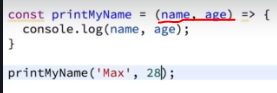 const printMyName = (name, age) => {
  console.log(name, age);
}
printMyName('Max', 28);